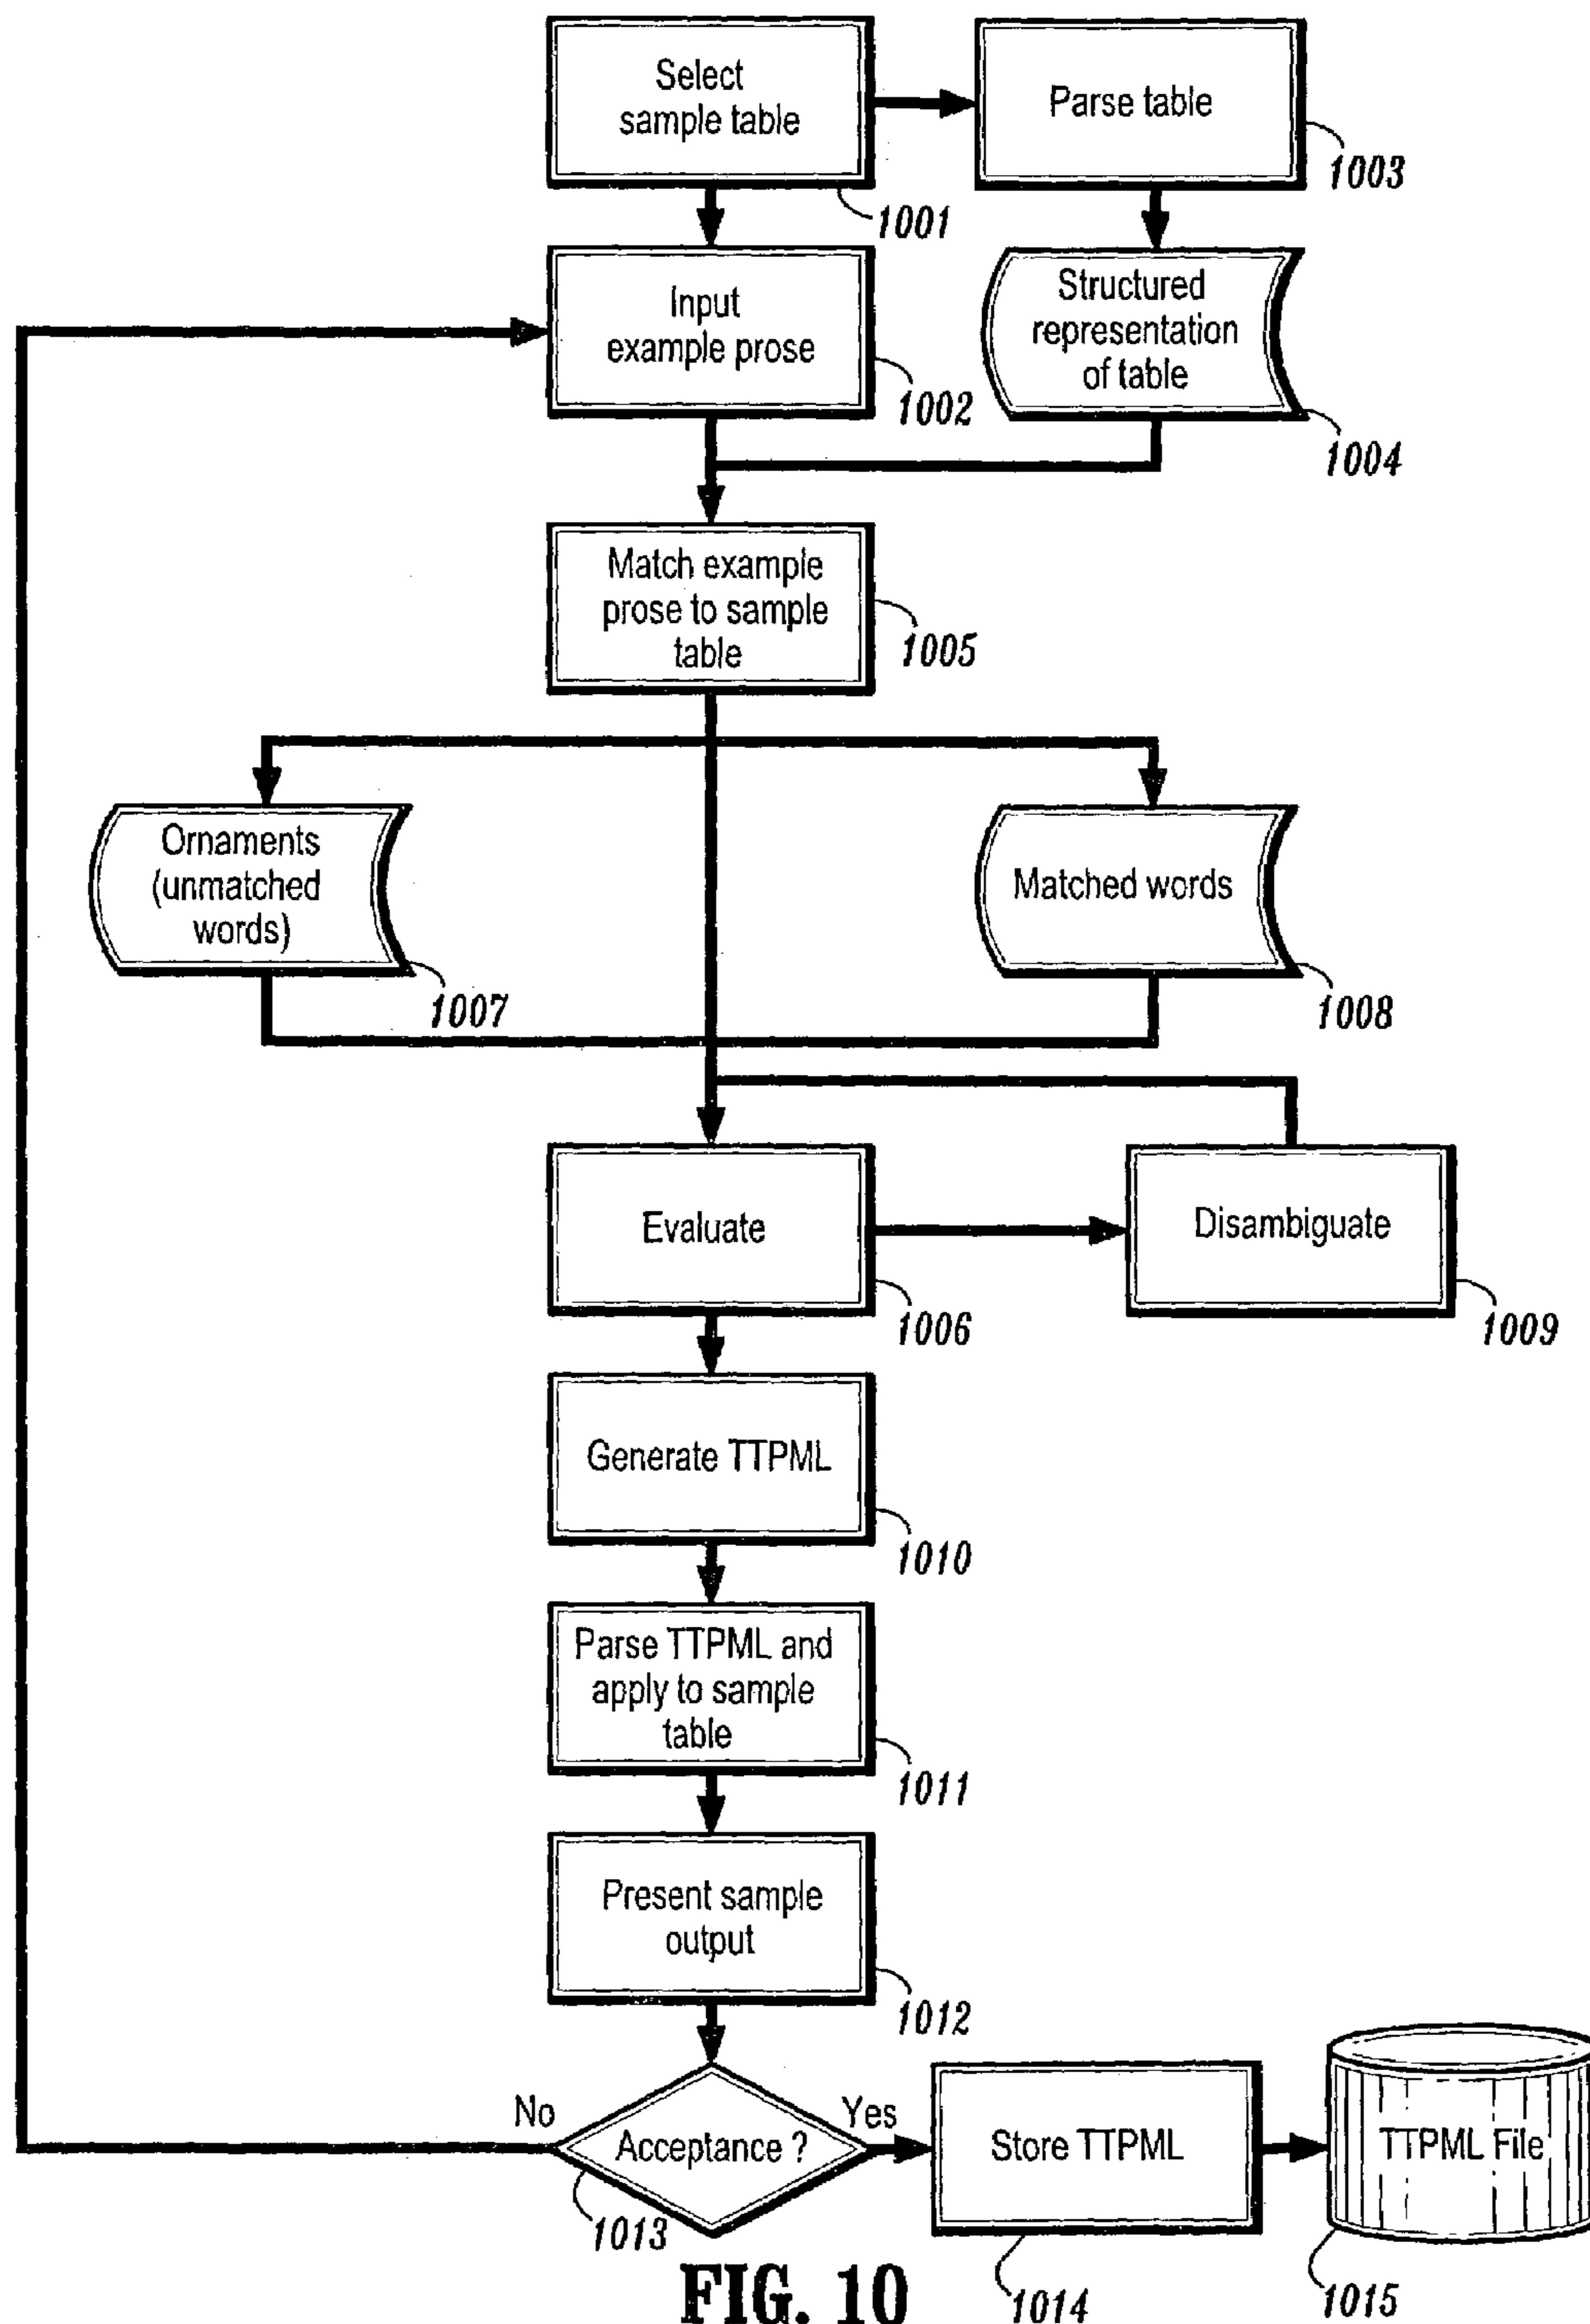 Select
sample table
1001
Parse table
1003
Input
example prose
1002
Structured
representation
of table
1004
Match example
prose to sample
table
1005
Ornaments
(unmatched
words)
1007
Matched words
1008
Evaluate
1006
Disambiguate
1009
Generate TTPML
1010
Parse TTPML and
apply to sample
table
1011
Present sample
output
1012
No
Acceptance ?
Yes
1013
Store TTPML
1014
TTPML File
1015
FIG. 10